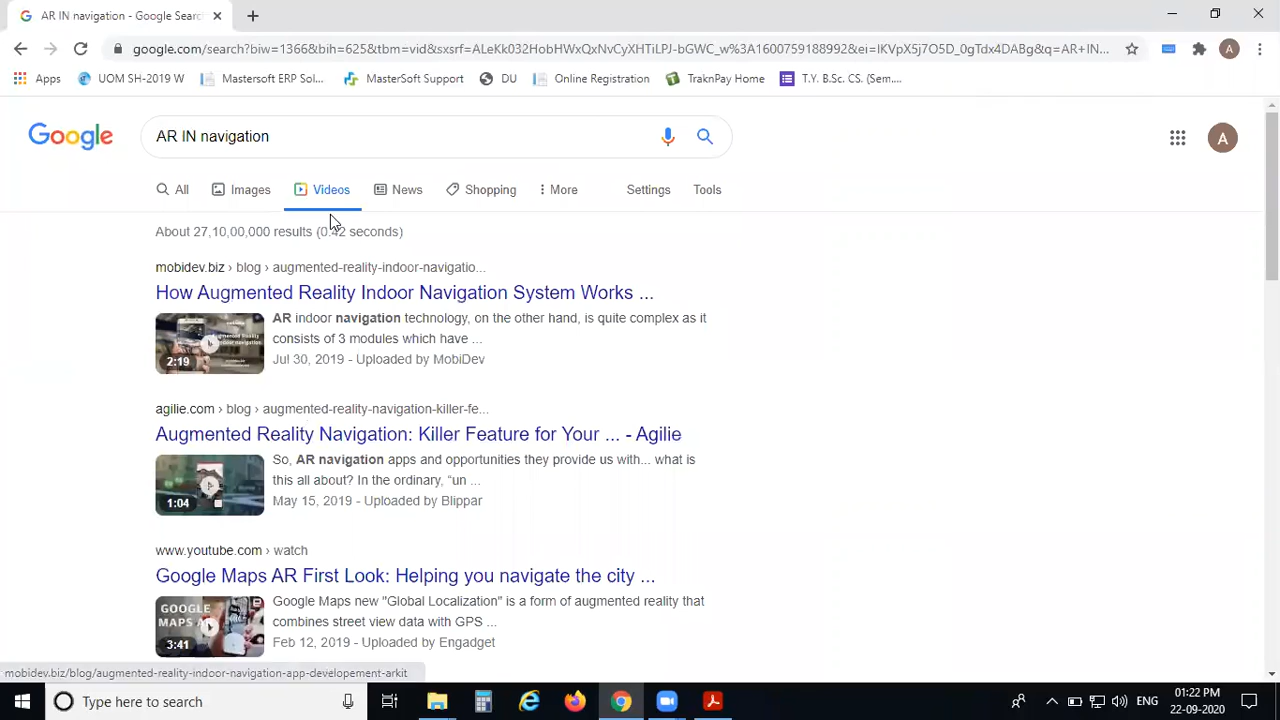 AR IN navigation - Google Sear
google.com/search?biw=1366&bih=625&tbm=vid&sxsrf=ALeKk032HobHWxQxNvCyXHTiLPJ-bGWC_w%3A1600759188992&ei=lKVpX5j7O5D_0gTdx4DABg&q=AR+IN...
Apps UOM SH-2019 W Mastersoft ERP Sol... MasterSoft Support DU Online Registration TraknPay Home T.Y. B.Sc. CS. (Sem....
Google AR IN navigation A
All Images Videos News Shopping More Settings Tools
About 27,10,00,000 results (0.42 seconds)
mobidev.biz › blog › augmented-reality-indoor-navigatio...
How Augmented Reality Indoor Navigation System Works ...
AR indoor navigation technology, on the other hand, is quite complex as it
consists of 3 modules which have ...
Jul 30, 2019 - Uploaded by MobiDev
2:19
agilie.com › blog › augmented-reality-navigation-killer-fe...
Augmented Reality Navigation: Killer Feature for Your ... - Agilie
So, AR navigation apps and opportunities they provide us with... what is
this all about? In the ordinary, “un ...
May 15, 2019 - Uploaded by Blippar
1:04
www.youtube.com › watch
Google Maps AR First Look: Helping you navigate the city ...
Google Maps new "Global Localization" is a form of augmented reality that
combines street view data with GPS ...
Feb 12, 2019 - Uploaded by Engadget
GOOGLE
MAPS AR
3:41
mobidev.biz/blog/augmented-reality-indoor-navigation-app-developement-arkit
Type here to search
ENG
01:22 PM
22-09-2020